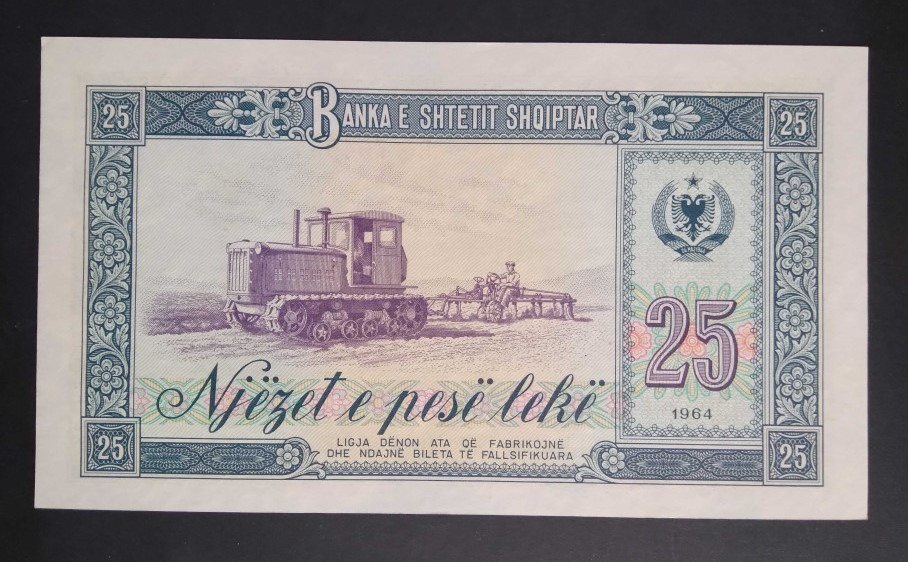 25
BANKA E SHTETIT SHQIPTAR
25
25
1964
Njëzet e pesë lekë
LIGJA DËNON ATA QË FABRIKOJNË
DHE NDAJNË BILETA TË FALLSIFIKUARA
25
25